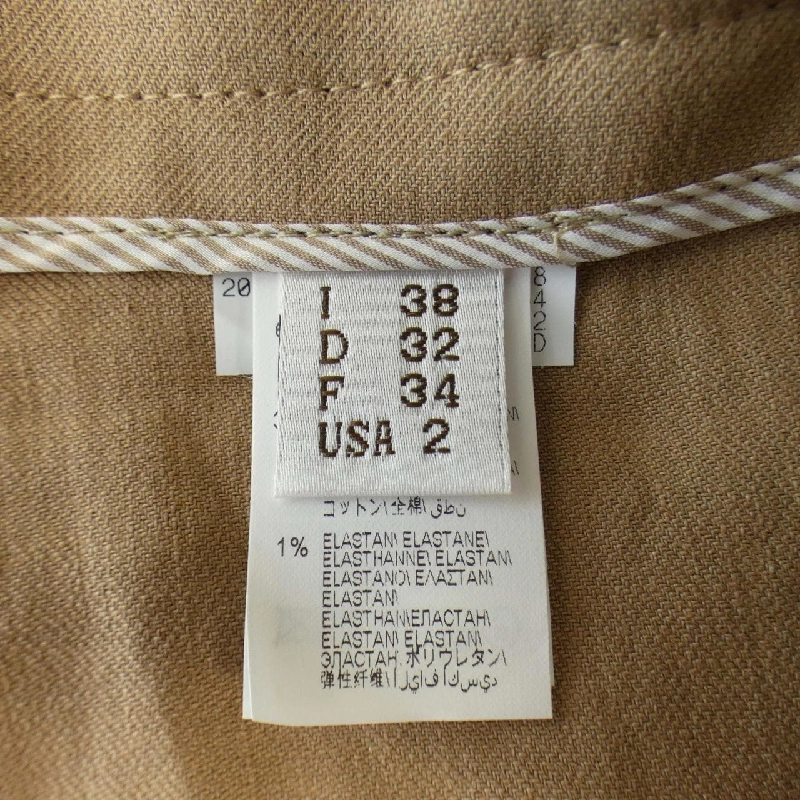 20
8
4
2
D
I 38
D 32
F 34
USA 2
コットン\全棉\قطن
1% ELASTAN\ ELASTANE\
ELASTHANNE\ ELASTAN\
ELASTANO\ ΕΛΑΣΤΑΝ\
ELASTAN\
ELASTHAN\ЕЛАСТАН\
ELASTAN\ ELASTAN\
ЭЛАСТАН\ ポリウレタン\
弹性纤维\